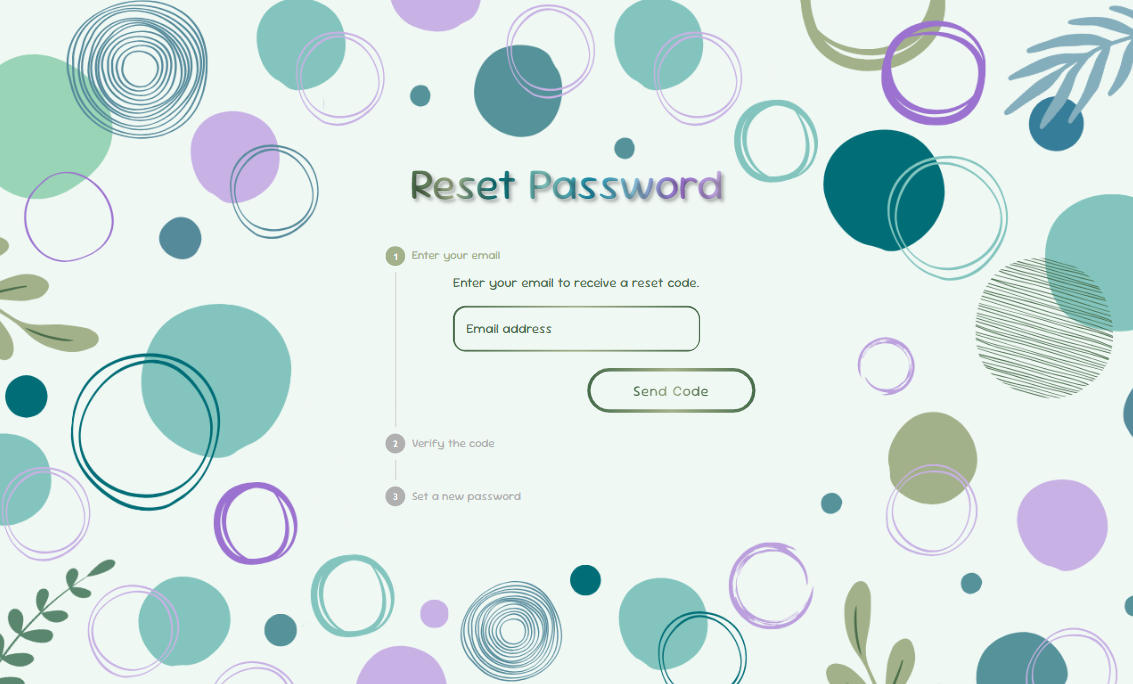 Reset Password
1 Enter your email
Enter your email to receive a reset code.
Email address
Send Code
2 Verify the code
3 Set a new password